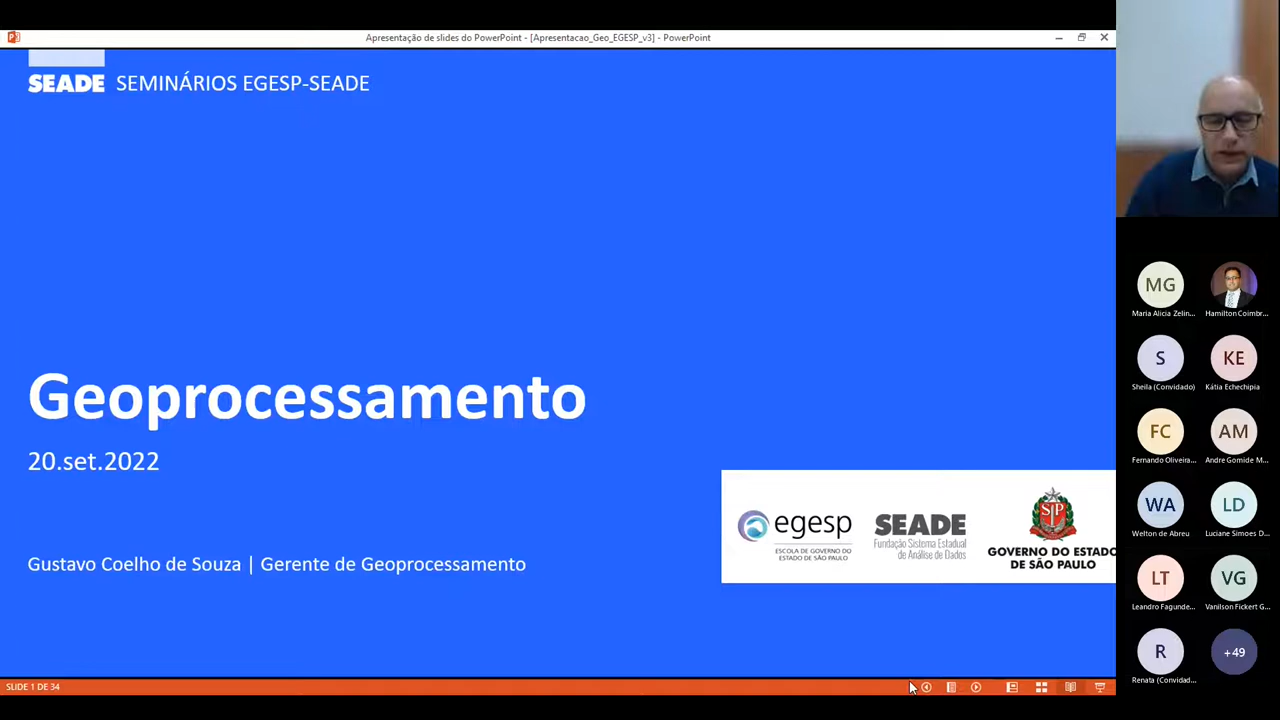 Apresentação de slides do PowerPoint - [Apresentacao_Geo_EGESP_v3] - PowerPoint
SEADE SEMINÁRIOS EGESP-SEADE
Geoprocessamento
20.set.2022
Gustavo Coelho de Souza | Gerente de Geoprocessamento
egesp
ESCOLA DE GOVERNO DO
ESTADO DE SÃO PAULO
SEADE
Fundação Sistema Estadual
de Análise de Dados
SP
GOVERNO DO ESTADO
DE SÃO PAULO
SLIDE 1 DE 34
MG
Maria Alicia Zelin... Hamilton Coimbr...
S KE
Sheila (Convidado) Kátia Echechipia
FC AM
Fernando Oliveira... Andre Gomide M...
WA LD
Welton de Abreu Luciane Simoes D...
LT VG
Leandro Fagunde... Vanilson Fickert G...
R +49
Renata (Convidad...